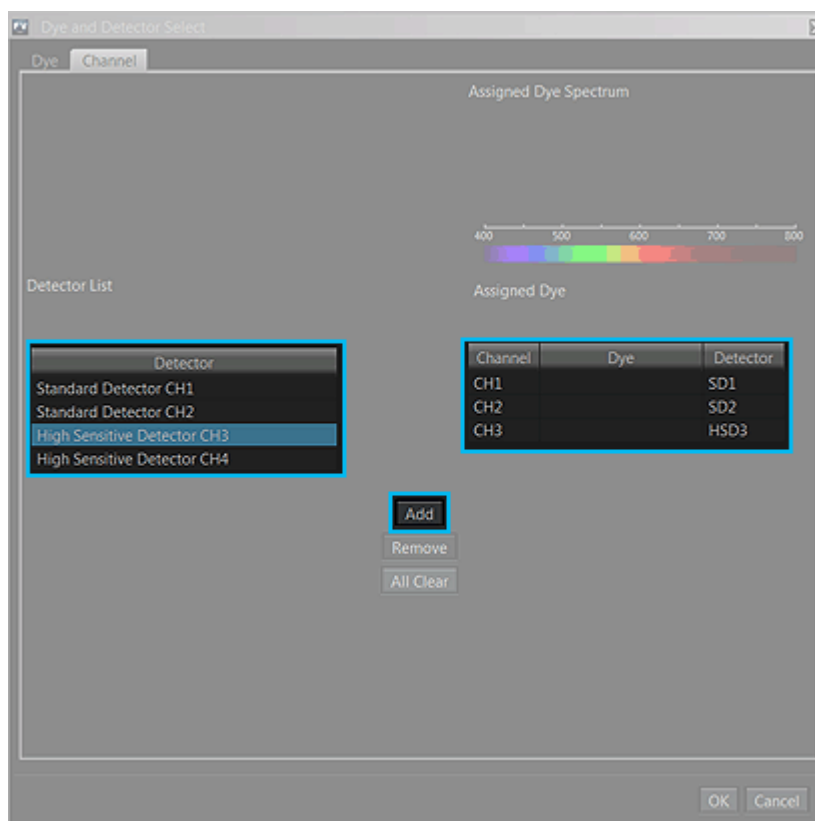 Dye and Detector Select
Dye Channel
Assigned Dye Spectrum
400 500 600 700 800
Detector List
Assigned Dye
Detector
Standard Detector CH1
Standard Detector CH2
High Sensitive Detector CH3
High Sensitive Detector CH4
Channel Dye Detector
CH1 SD1
CH2 SD2
CH3 HSD3
Add
Remove
All Clear
OK Cancel